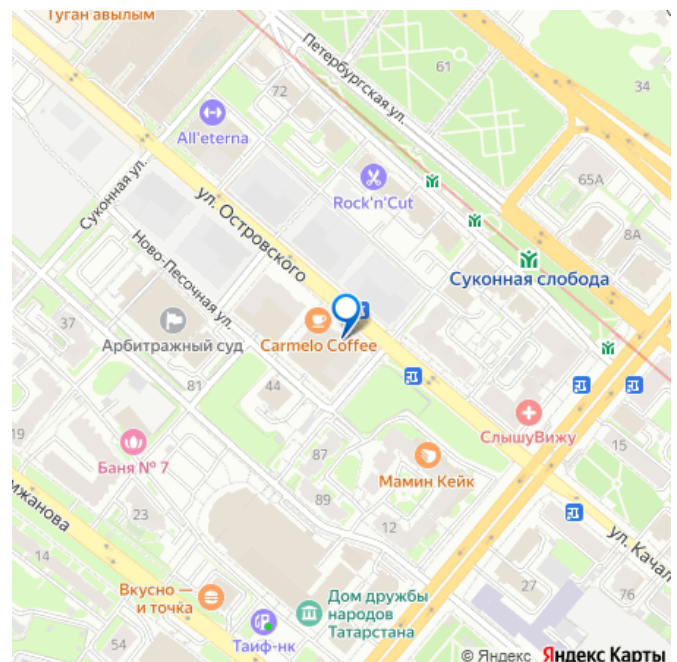 Туган авылым
Петербургская ул.
61
34
72
All'eterna
Rock'n'Cut
65А
8А
Суконная ул.
ул. Островского
Суконная слобода
Ново-Песочная ул.
37
Арбитражный суд
Carmelo Coffee
81
44
СлышуВижу
19
15
Баня № 7
87
Мамин Кейк
89
23
12
14
ул. Качал
27
76
Вкусно —
и точка
Дом дружбы
народов
Татарстана
54
Таиф-нк
© Яндекс Яндекс Карты